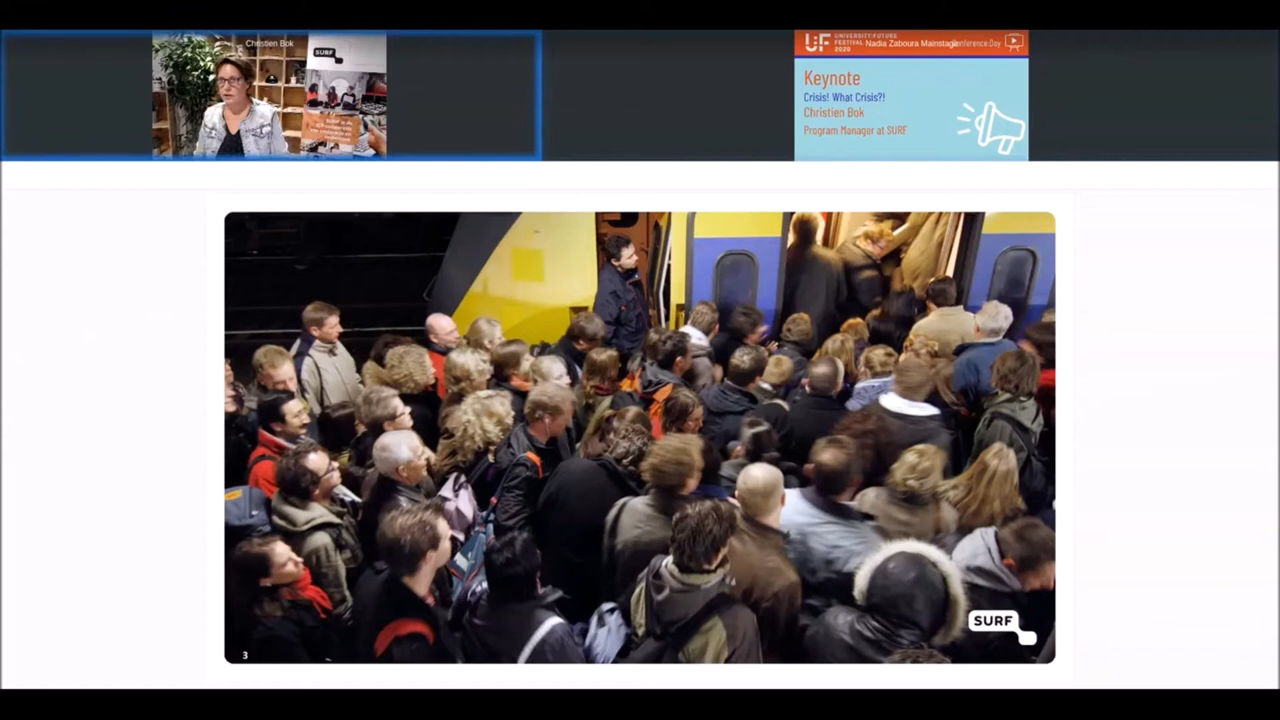 Christien Bok
SURF
UF
UNIVERSITY:FUTURE
FESTIVAL
2020
Nadia Zaboura Mainstage
Conference:Day
Keynote
Crisis! What Crisis?!
Christien Bok
Program Manager at SURF
SURF
3